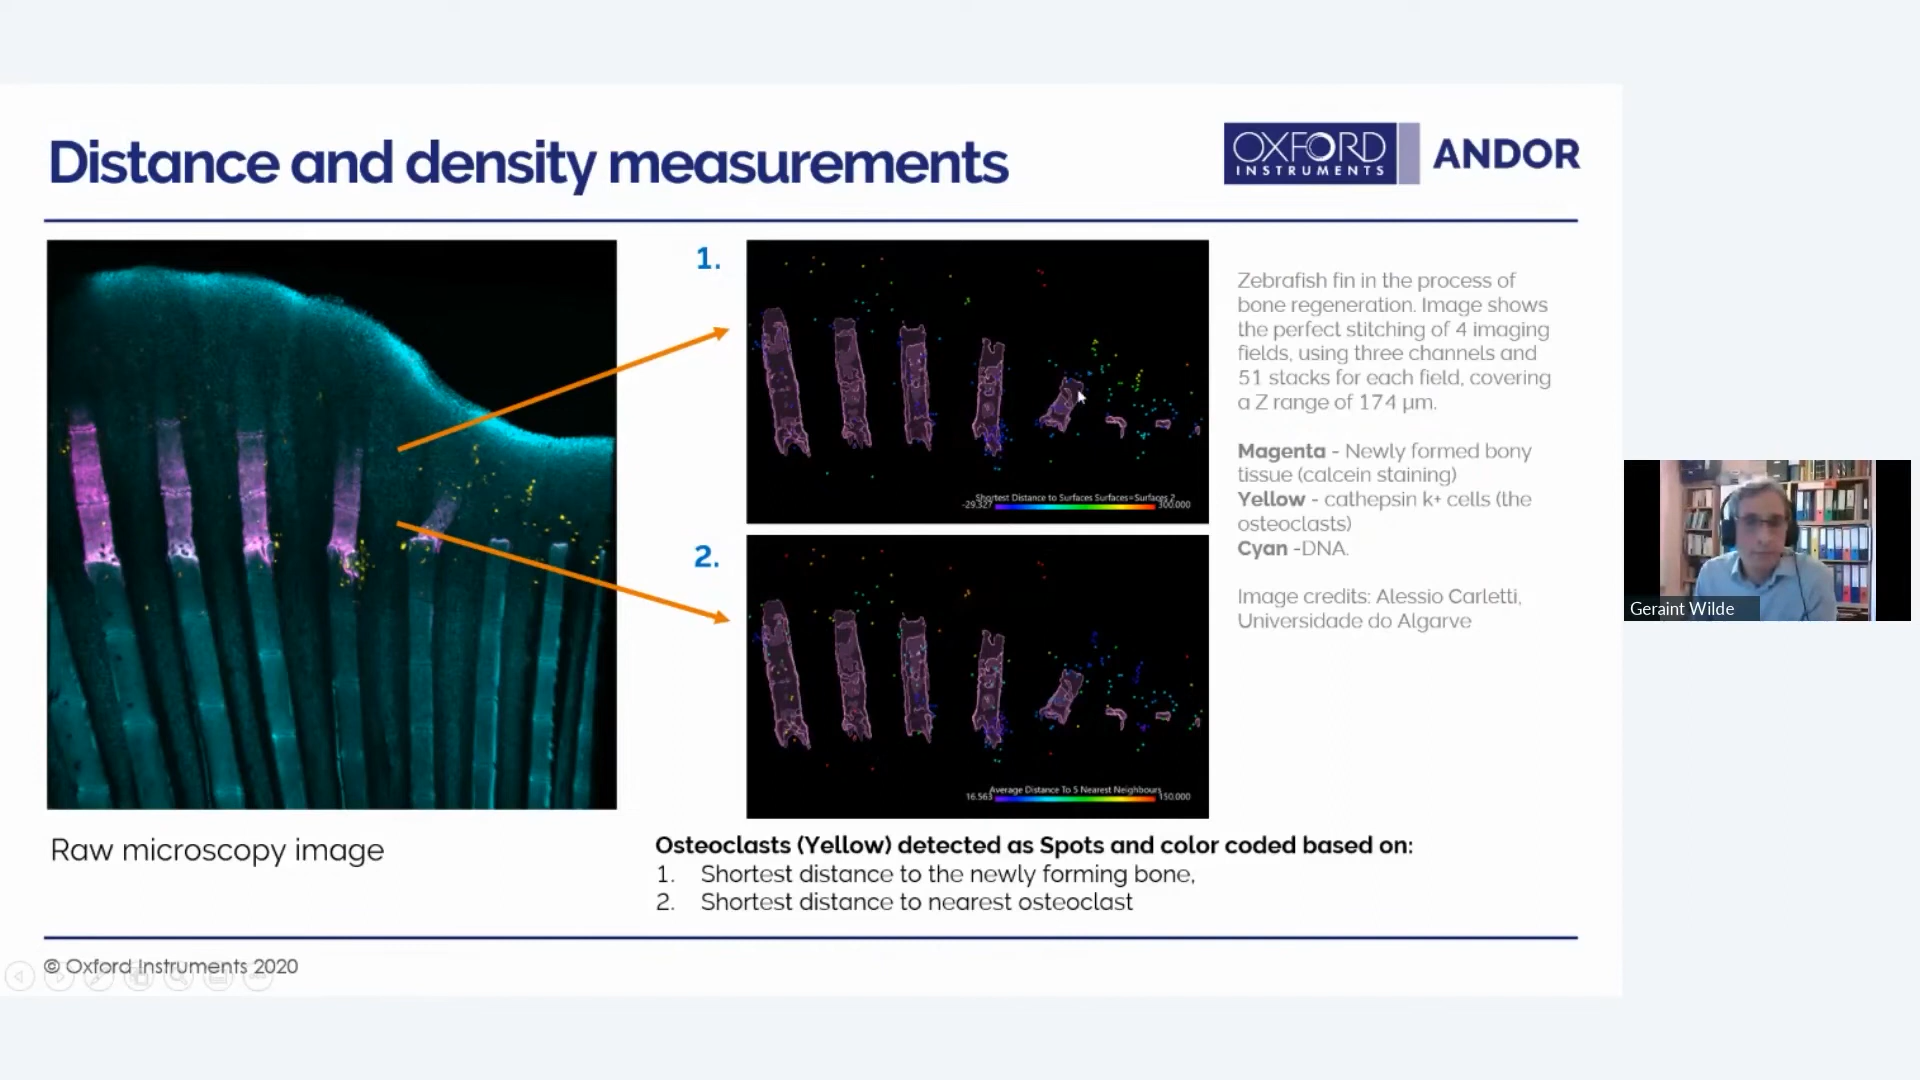 Distance and density measurements
OXFORD
INSTRUMENTS
ANDOR
1.
Shortest Distance to Surfaces Surfaces=Surfaces 2
-29.327
300.000
2.
Average Distance To 5 Nearest Neighbours
16.563
150.000
Zebrafish fin in the process of
bone regeneration. Image shows
the perfect stitching of 4 imaging
fields, using three channels and
51 stacks for each field, covering
a Z range of 174 µm.
Magenta - Newly formed bony
tissue (calcein staining)
Yellow - cathepsin k+ cells (the
osteoclasts)
Cyan -DNA.
Image credits: Alessio Carletti,
Universidade do Algarve
Geraint Wilde
Raw microscopy image
Osteoclasts (Yellow) detected as Spots and color coded based on:
1. Shortest distance to the newly forming bone,
2. Shortest distance to nearest osteoclast
© Oxford Instruments 2020